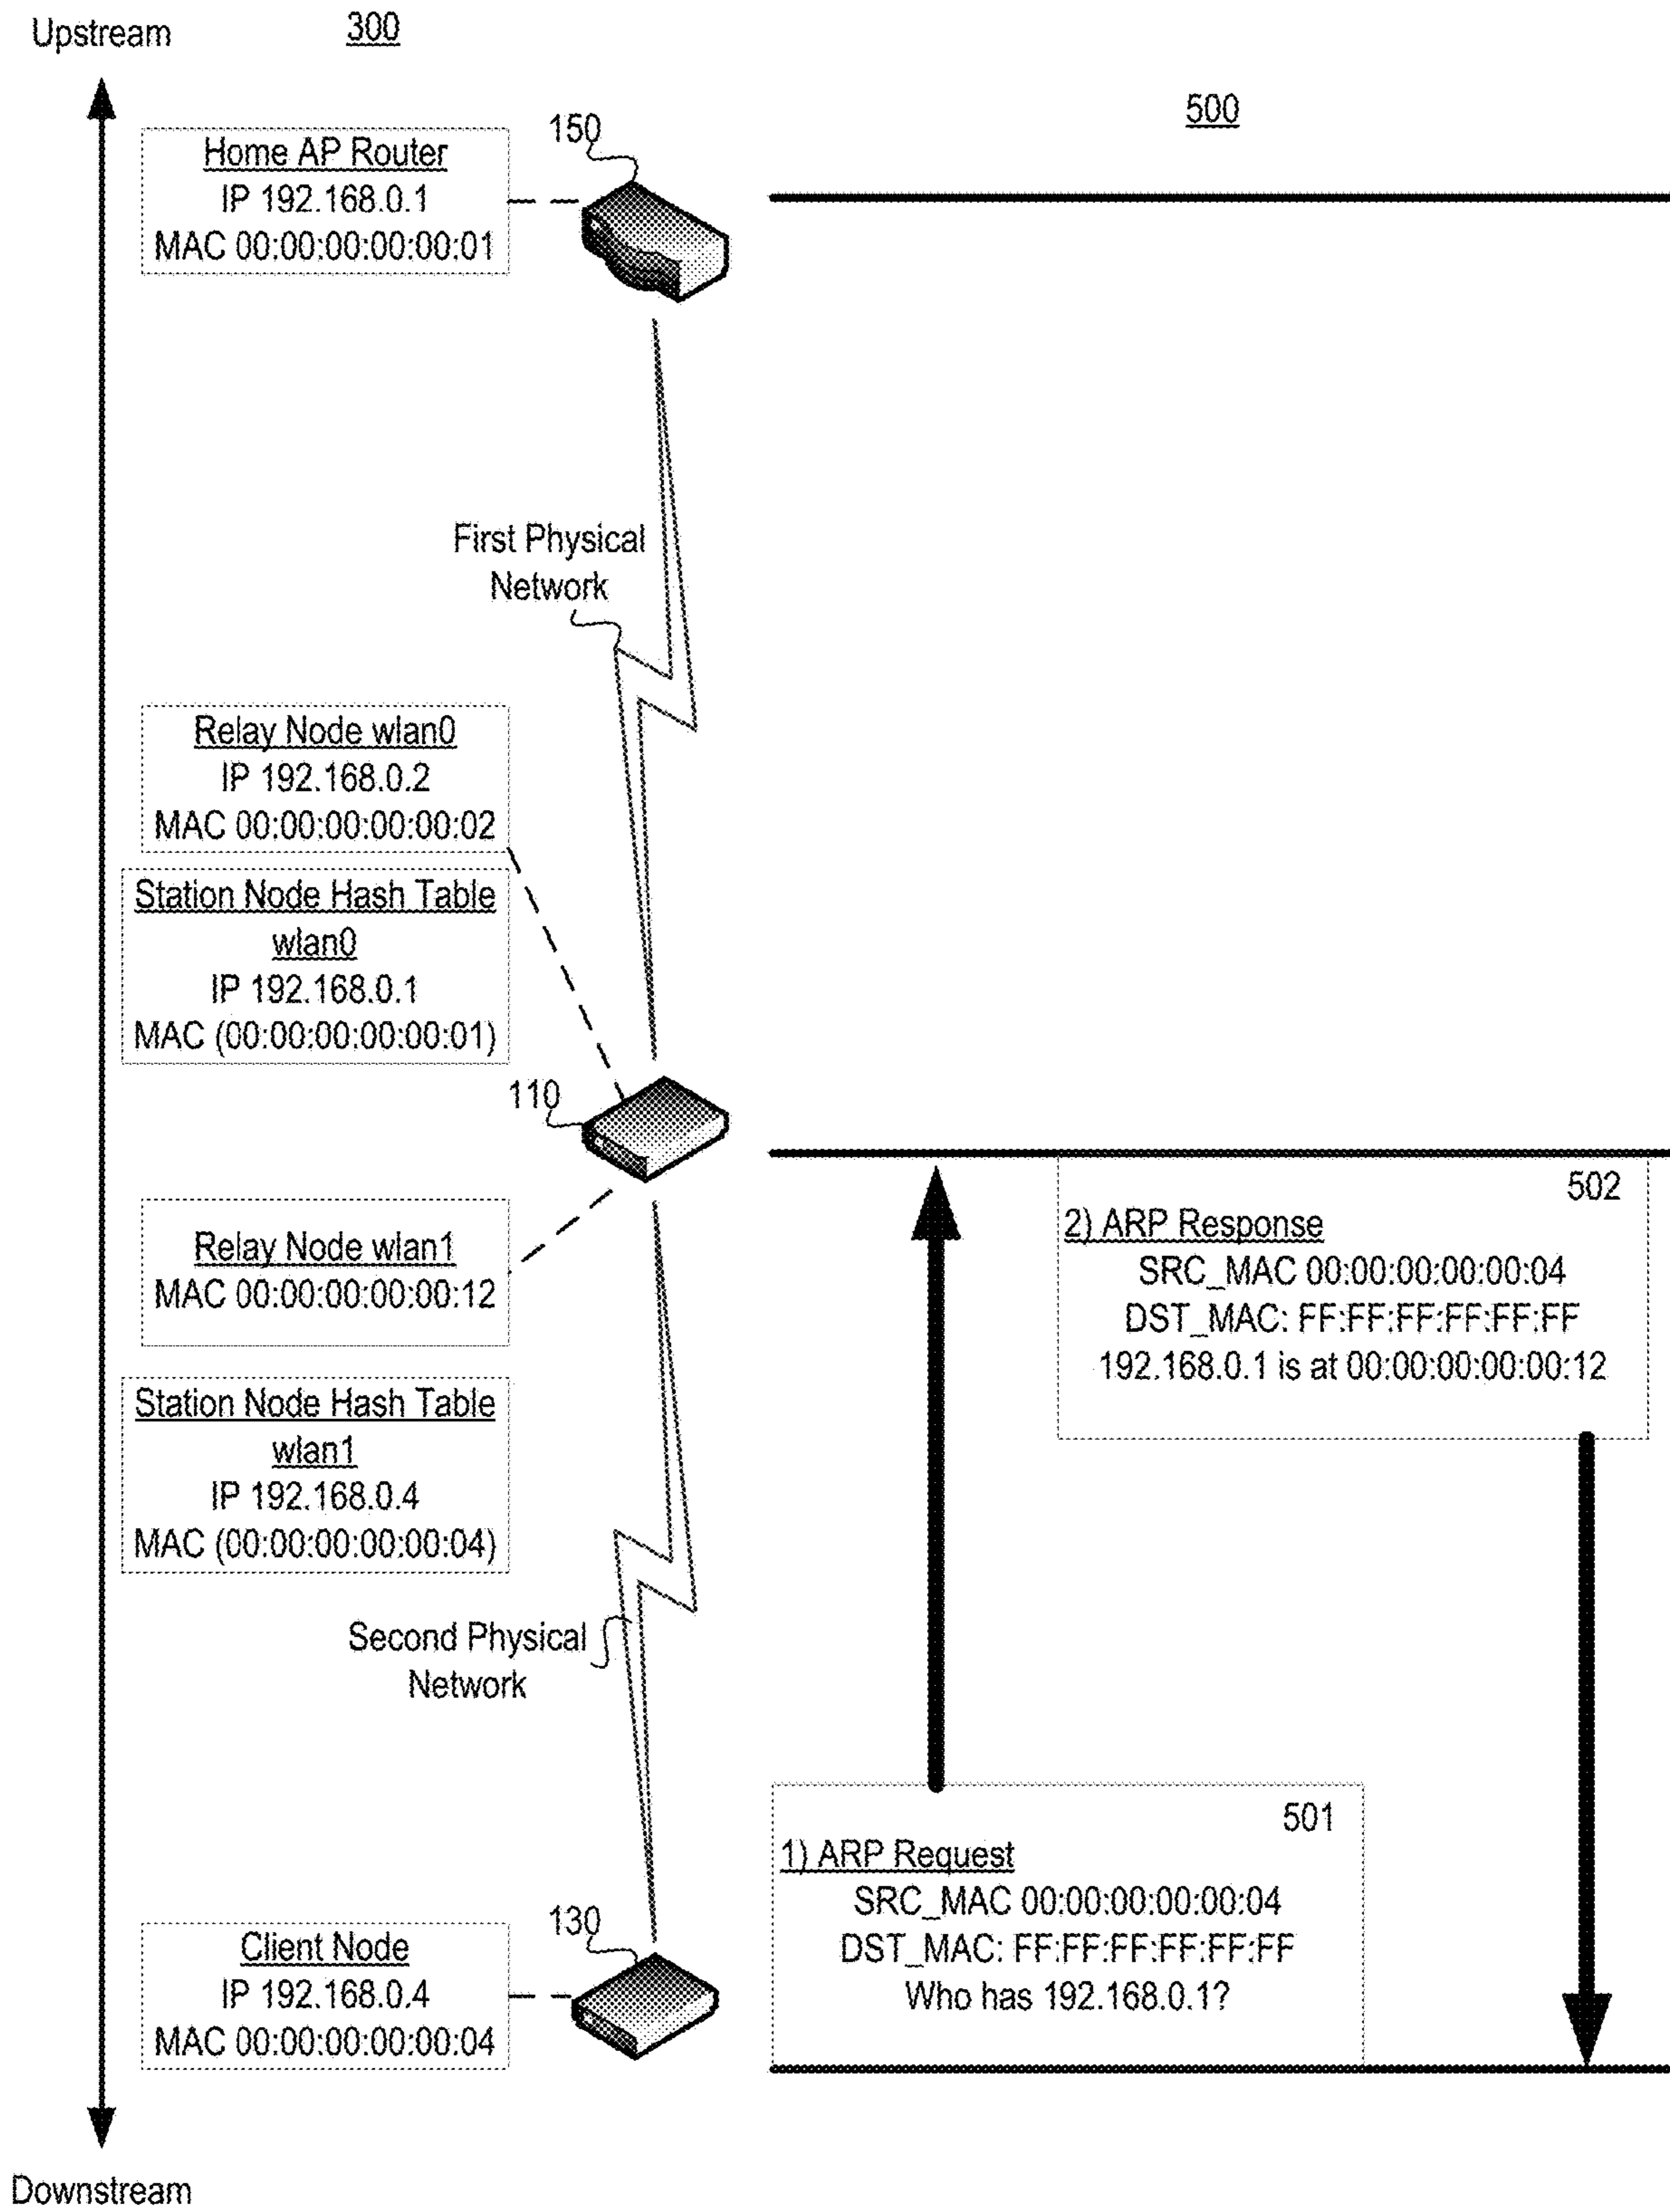 Upstream
300
500
150
Home AP Router
IP 192.168.0.1
MAC 00:00:00:00:00:01
First Physical
Network
Relay Node wlan0
IP 192.168.0.2
MAC 00:00:00:00:00:02
Station Node Hash Table
wlan0
IP 192.168.0.1
MAC (00:00:00:00:00:01)
110
Relay Node wlan1
MAC 00:00:00:00:00:12
502
2) ARP Response
SRC_MAC 00:00:00:00:00:04
DST_MAC: FF:FF:FF:FF:FF:FF
192.168.0.1 is at 00:00:00:00:00:12
Station Node Hash Table
wlan1
IP 192.168.0.4
MAC (00:00:00:00:00:04)
Second Physical
Network
501
1) ARP Request
SRC_MAC 00:00:00:00:00:04
DST_MAC: FF:FF:FF:FF:FF:FF
Who has 192.168.0.1?
130
Client Node
IP 192.168.0.4
MAC 00:00:00:00:00:04
Downstream